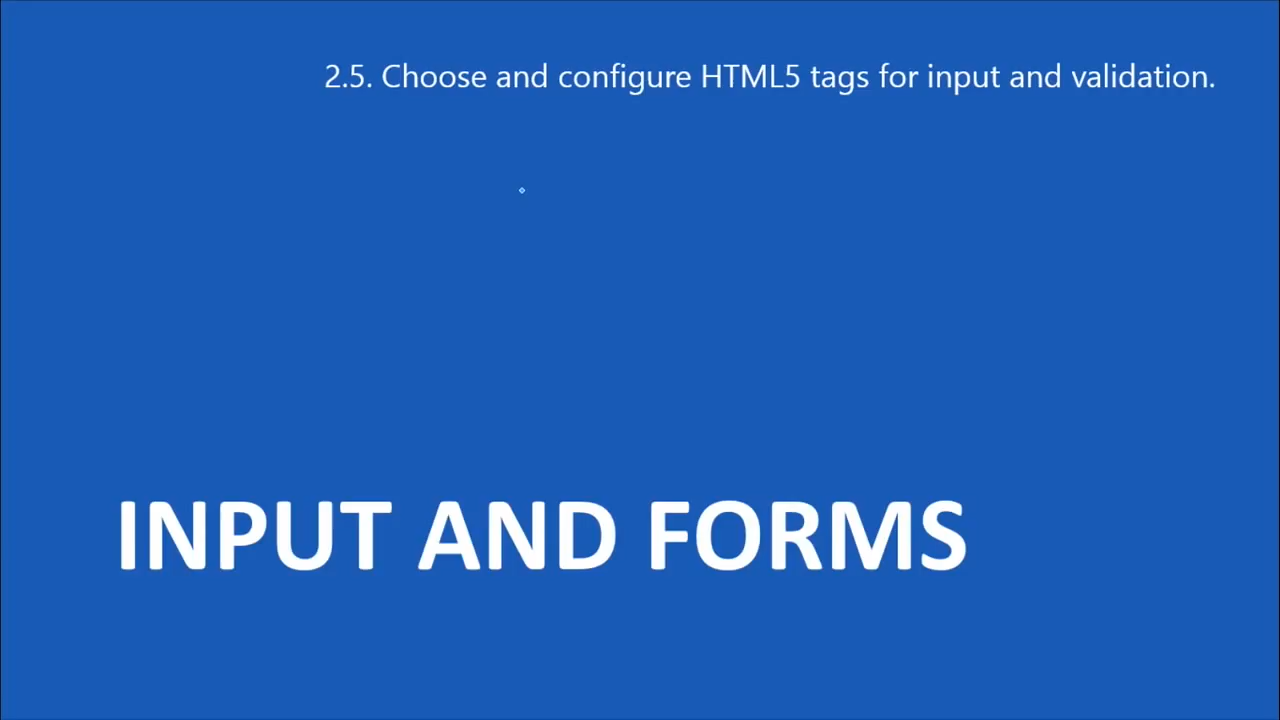 2.5. Choose and configure HTML5 tags for input and validation.
INPUT AND FORMS